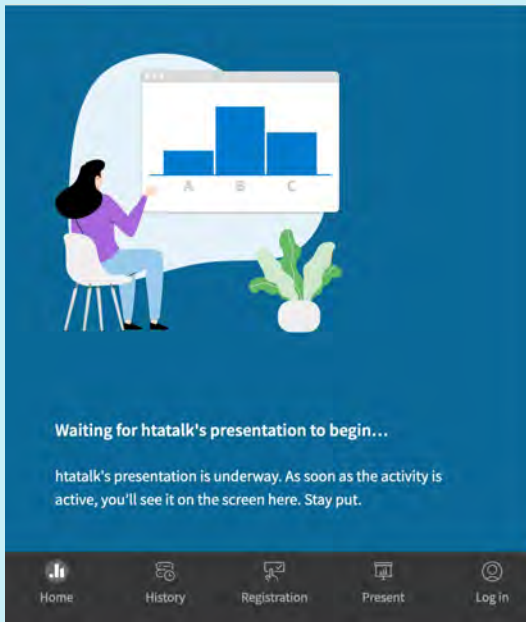 A B C
Waiting for htatalk's presentation to begin...
htatalk's presentation is underway. As soon as the activity is
active, you'll see it on the screen here. Stay put.
Home History Registration Present Log in